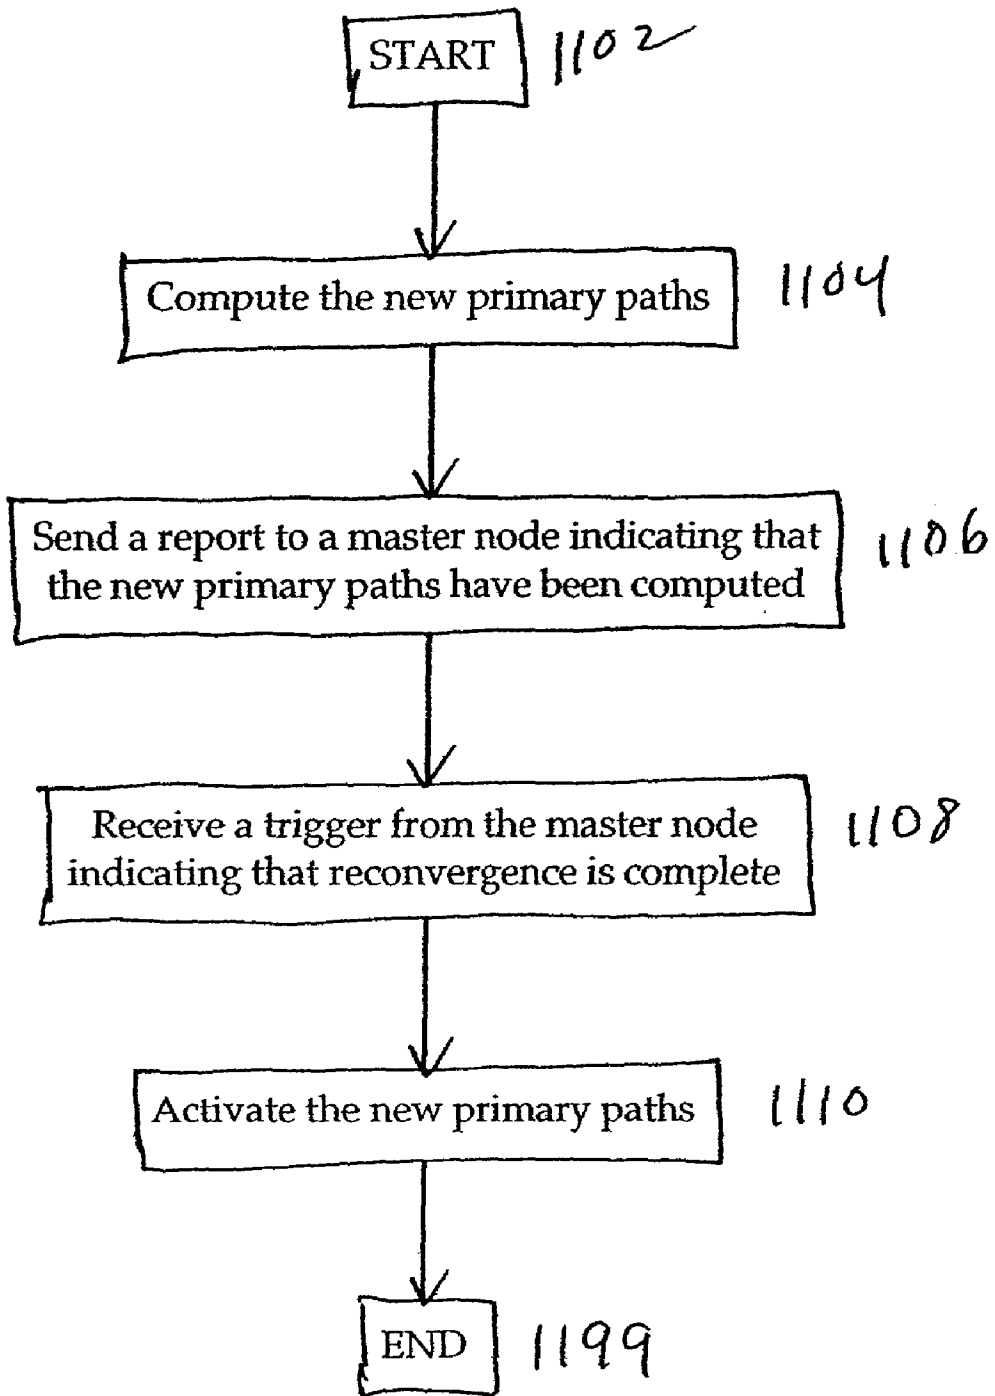 START 1102
Compute the new primary paths 1104
Send a report to a master node indicating that
the new primary paths have been computed
1106
Receive a trigger from the master node
indicating that reconvergence is complete
1108
Activate the new primary paths 1110
END 1199